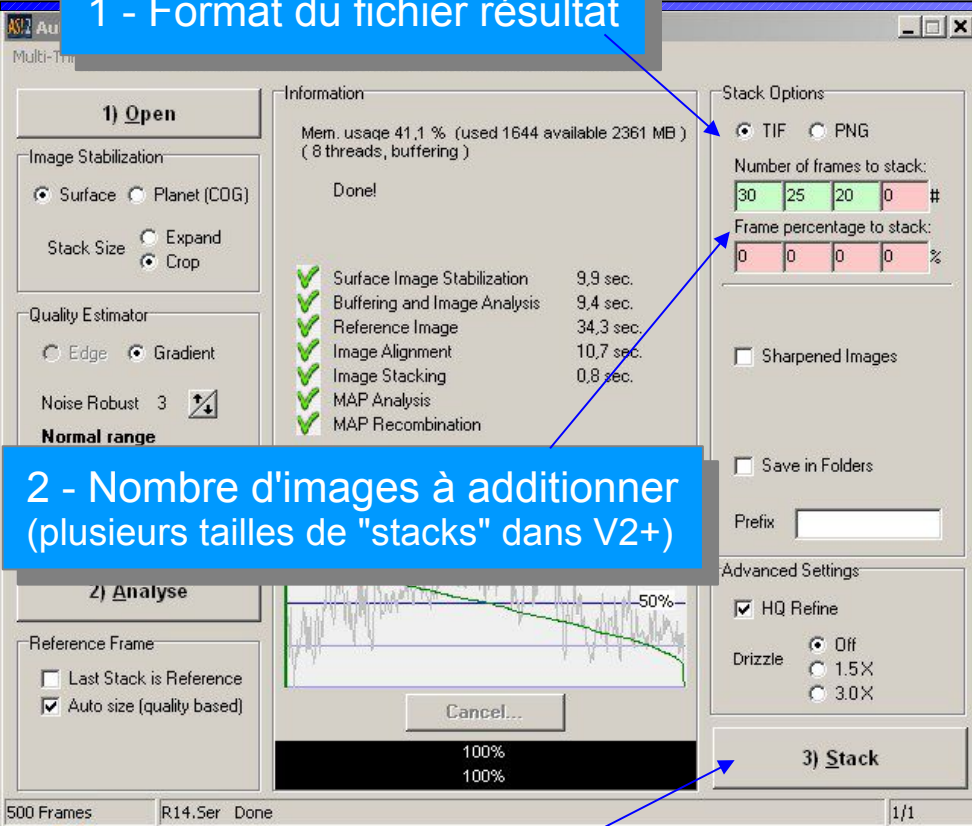 1 - Format du fichier résultat
AS!2 Au
Multi-Th
1) Open
Image Stabilization
Surface Planet (COG)
Stack Size Expand
Crop
Quality Estimator
Edge Gradient
Noise Robust 3
Normal range
2) Analyse
Reference Frame
Last Stack is Reference
Auto size (quality based)
Information
Mem. usage 41,1 % (used 1644 available 2361 MB )
( 8 threads, buffering )
Done!
Surface Image Stabilization 9,9 sec.
Buffering and Image Analysis 9,4 sec.
Reference Image 34,3 sec.
Image Alignment 10,7 sec.
Image Stacking 0,8 sec.
MAP Analysis
MAP Recombination
2 - Nombre d'images à additionner
(plusieurs tailles de "stacks" dans V2+)
50%
Cancel...
100%
100%
Stack Options
TIF PNG
Number of frames to stack:
30 25 20 0 #
Frame percentage to stack:
0 0 0 0 %
Sharpened Images
Save in Folders
Prefix
Advanced Settings
HQ Refine
Drizzle Off
1.5X
3.0X
3) Stack
500 Frames R14.Ser Done 1/1